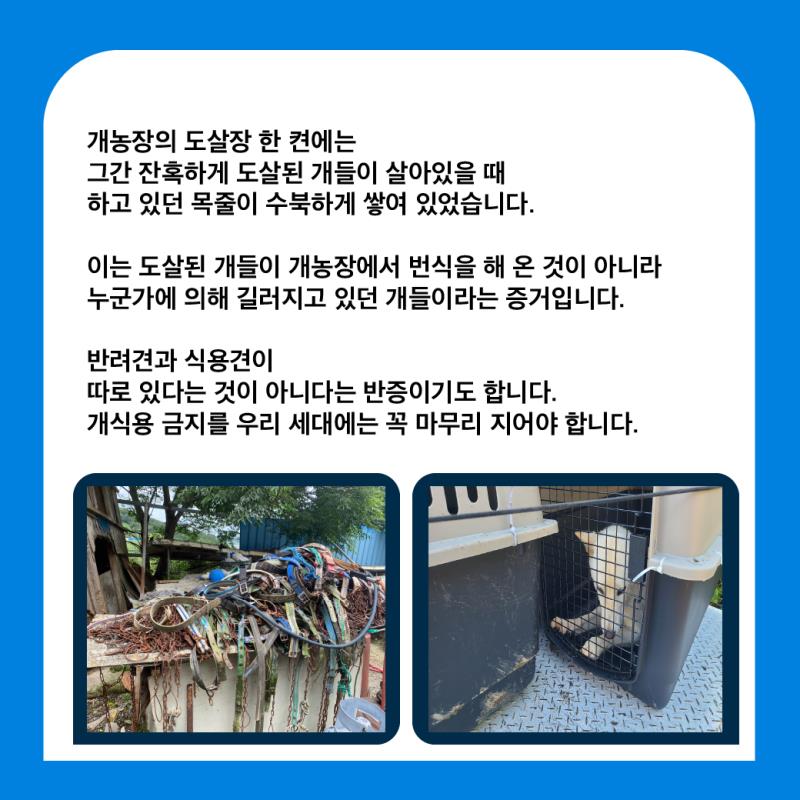 개농장의 도살장 한 켠에는
그간 잔혹하게 도살된 개들이 살아있을 때
하고 있던 목줄이 수북하게 쌓여 있었습니다.
이는 도살된 개들이 개농장에서 번식을 해 온 것이 아니라
누군가에 의해 길러지고 있던 개들이라는 증거입니다.
반려견과 식용견이
따로 있다는 것이 아니다는 반증이기도 합니다.
개식용 금지를 우리 세대에는 꼭 마무리 지어야 합니다.